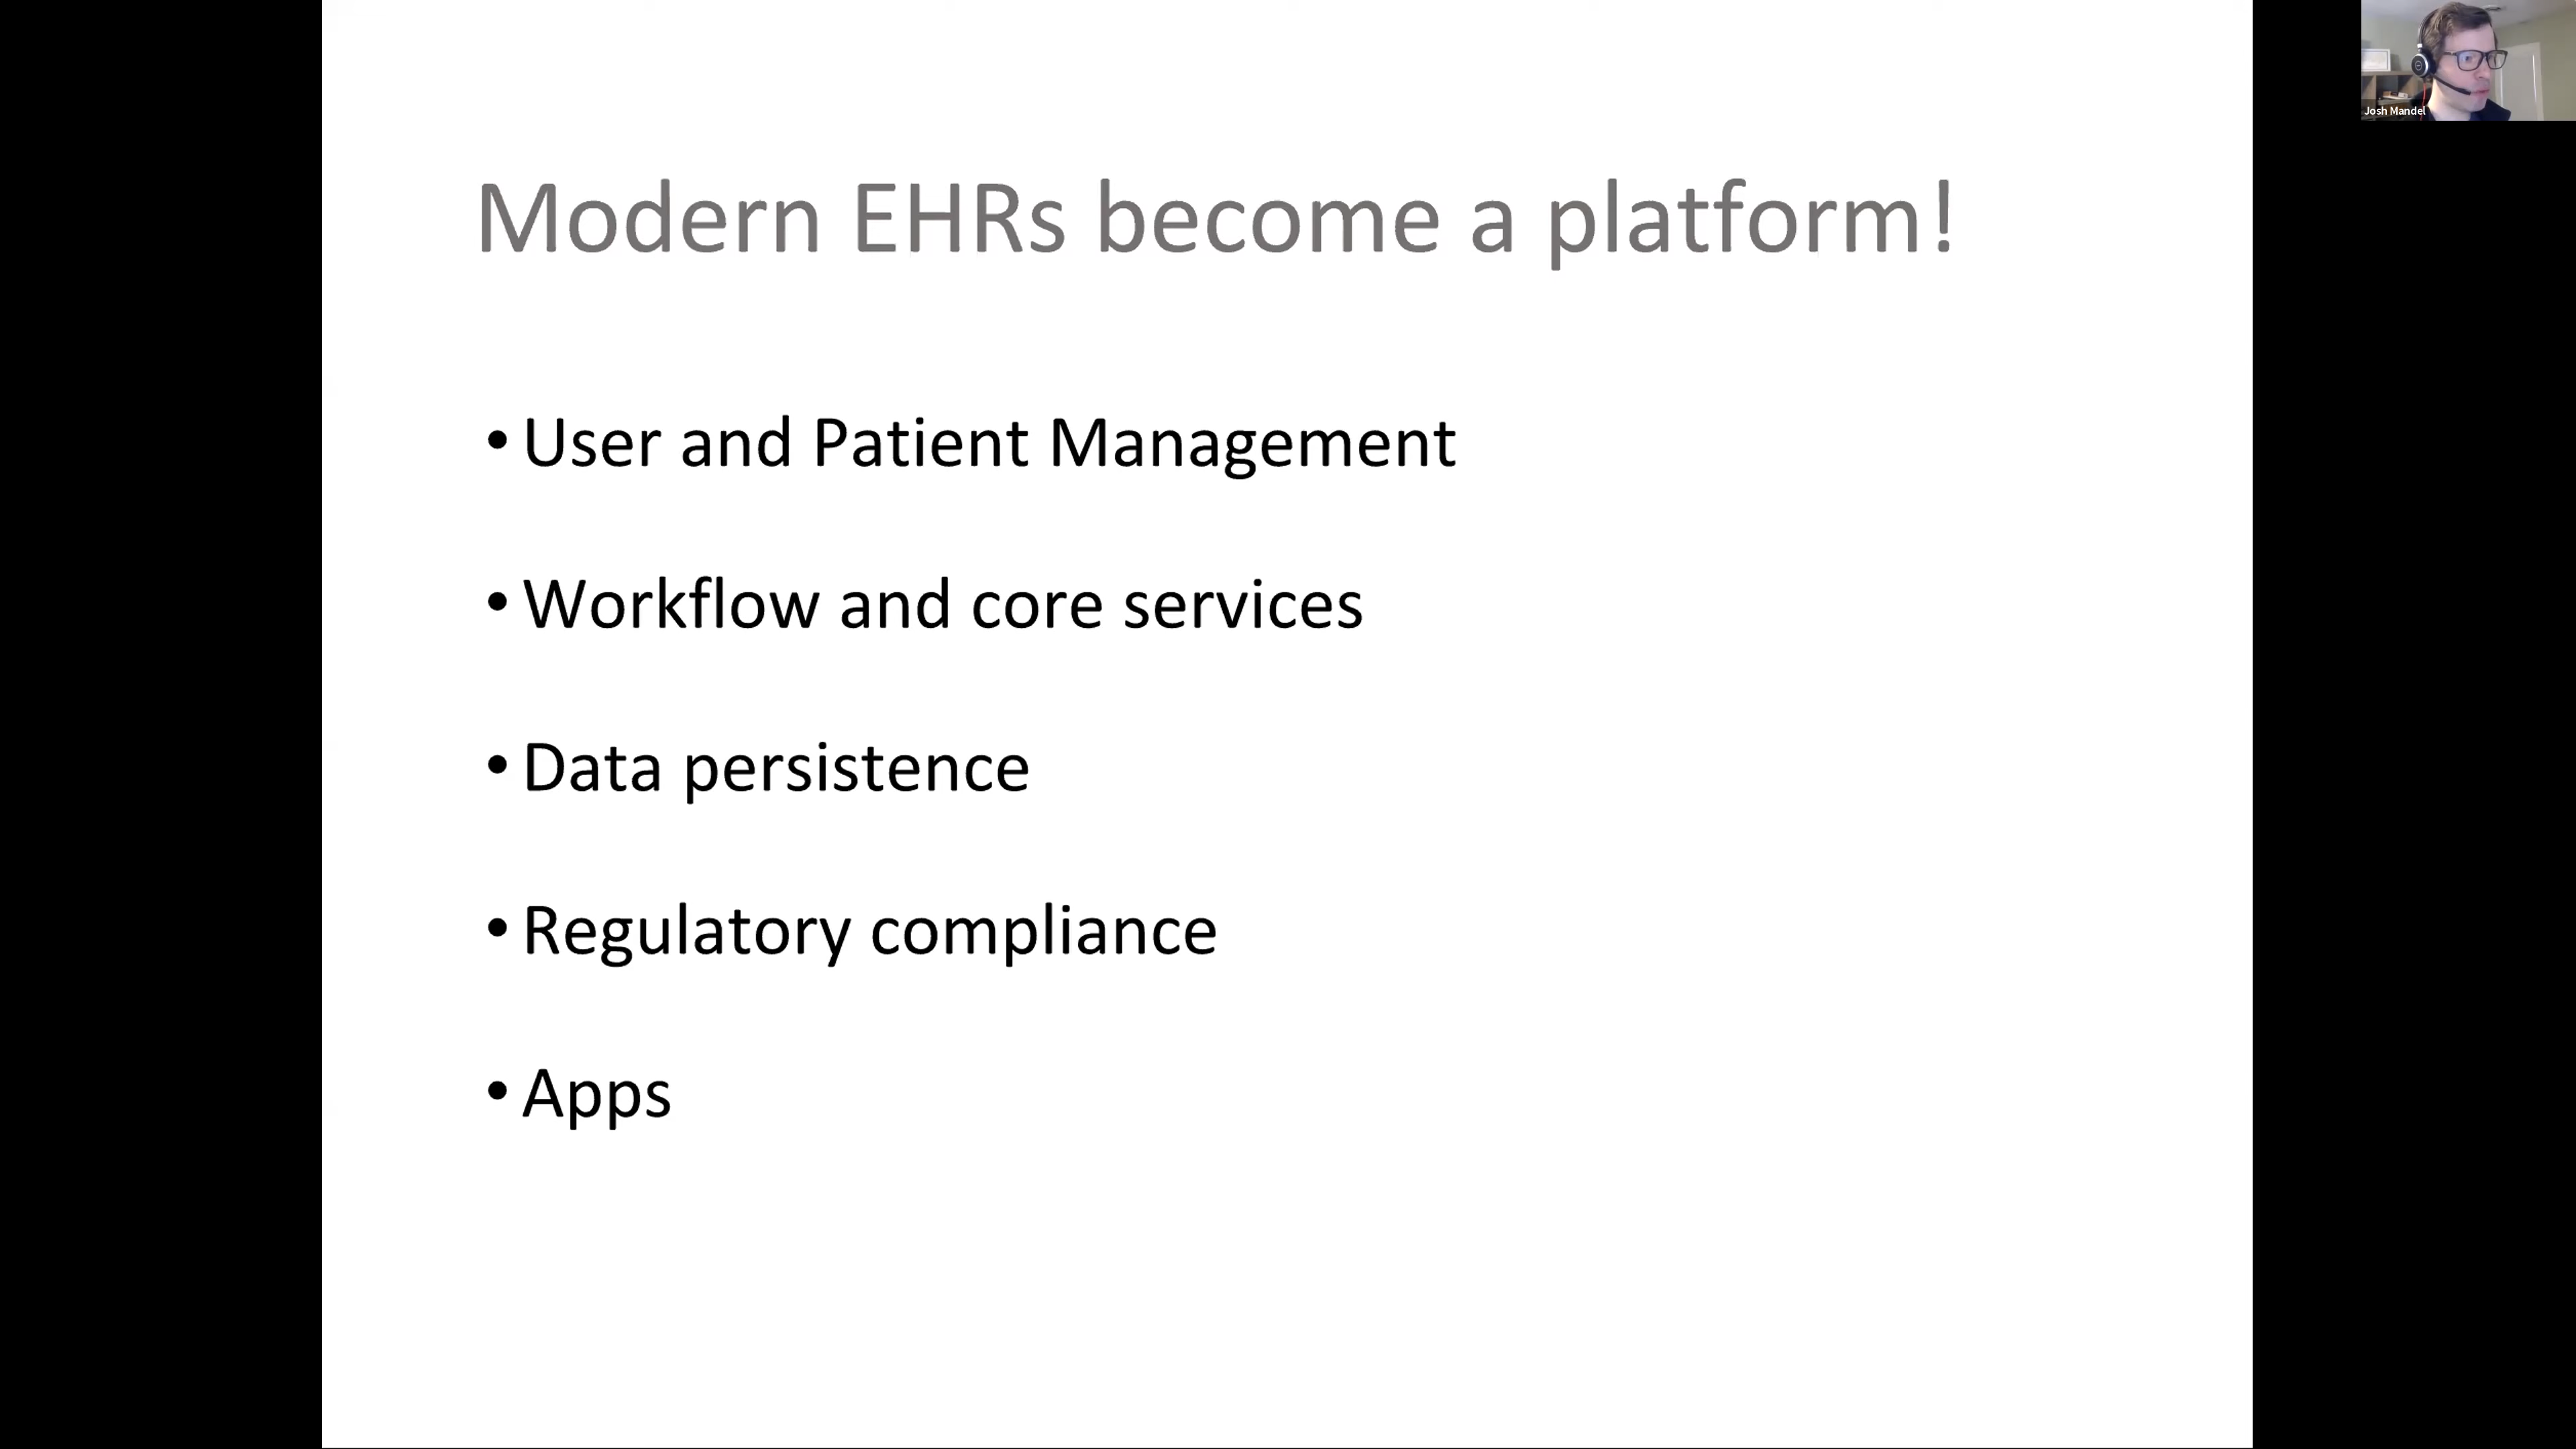 Modern EHRs become a platform!
• User and Patient Management
• Workflow and core services
• Data persistence
• Regulatory compliance
• Apps
Josh Mandel